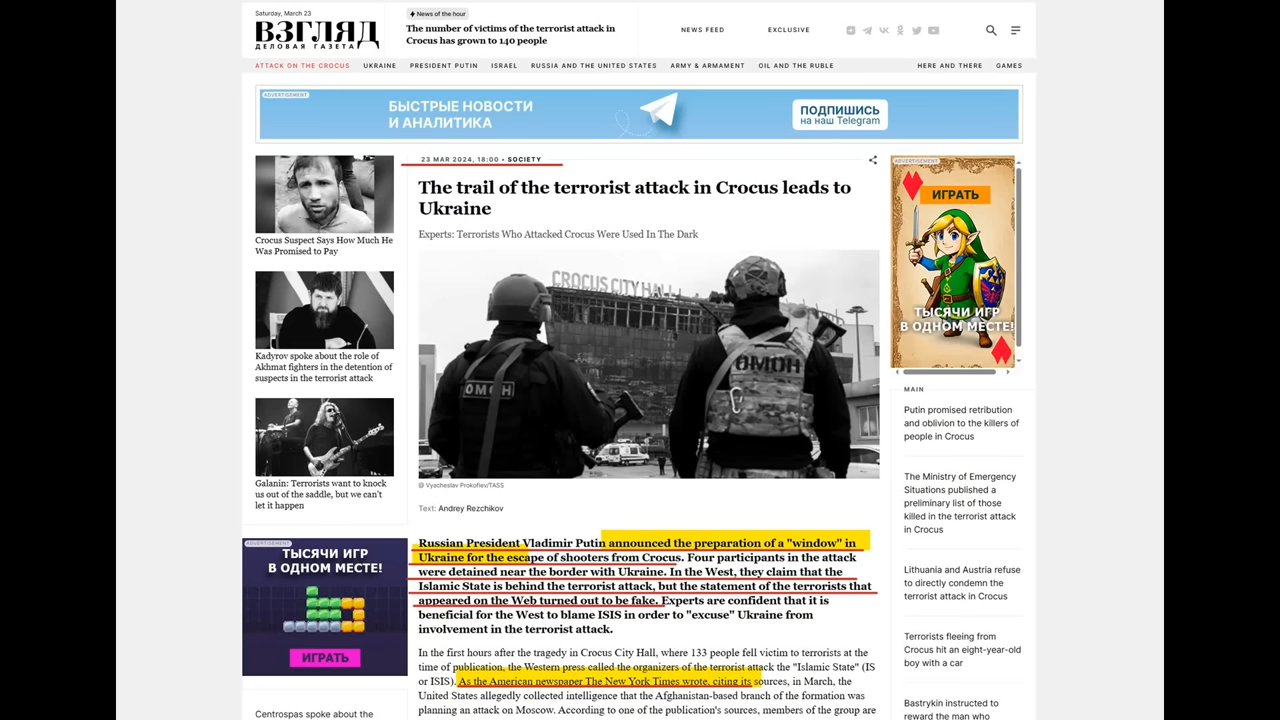 Saturday, March 23
ВЗГЛЯД
ДЕЛОВАЯ ГАЗЕТА
News of the hour
The number of victims of the terrorist attack in
Crocus has grown to 140 people
NEWS FEED
EXCLUSIVE
ATTACK ON THE CROCUS
UKRAINE
PRESIDENT PUTIN
ISRAEL
RUSSIA AND THE UNITED STATES
ARMY & ARMAMENT
OIL AND THE RUBLE
HERE AND THERE
GAMES
ADVERTISEMENT
БЫСТРЫЕ НОВОСТИ
И АНАЛИТИКА
ПОДПИШИСЬ
на наш Telegram
Crocus Suspect Says How Much He
Was Promised to Pay
Kadyrov spoke about the role of
Akhmat fighters in the detention of
suspects in the terrorist attack
Galanin: Terrorists want to knock
us out of the saddle, but we can't
let it happen
ADVERTISEMENT
ТЫСЯЧИ ИГР
В ОДНОМ МЕСТЕ!
ИГРАТЬ
Centrospas spoke about the
23 MAR 2024, 18:00 • SOCIETY
The trail of the terrorist attack in Crocus leads to
Ukraine
Experts: Terrorists Who Attacked Crocus Were Used In The Dark
CROCUS CITY HALL
ОМОН
ОМОН
@ Vyacheslav Prokofiev/TASS
Text: Andrey Rezchikov
Russian President Vladimir Putin announced the preparation of a "window" in
Ukraine for the escape of shooters from Crocus. Four participants in the attack
were detained near the border with Ukraine. In the West, they claim that the
Islamic State is behind the terrorist attack, but the statement of the terrorists that
appeared on the Web turned out to be fake. Experts are confident that it is
beneficial for the West to blame ISIS in order to "excuse" Ukraine from
involvement in the terrorist attack.
In the first hours after the tragedy in Crocus City Hall, where 133 people fell victim to terrorists at the
time of publication, the Western press called the organizers of the terrorist attack the "Islamic State" (IS
or ISIS). As the American newspaper The New York Times wrote, citing its sources, in March, the
United States allegedly collected intelligence that the Afghanistan-based branch of the formation was
planning an attack on Moscow. According to one of the publication's sources, members of the group are
ADVERTISEMENT
ИГРАТЬ
ТЫСЯЧИ ИГР
В ОДНОМ МЕСТЕ!
MAIN
Putin promised retribution
and oblivion to the killers of
people in Crocus
The Ministry of Emergency
Situations published a
preliminary list of those
killed in the terrorist attack
in Crocus
Lithuania and Austria refuse
to directly condemn the
terrorist attack in Crocus
Terrorists fleeing from
Crocus hit an eight-year-old
boy with a car
Bastrykin instructed to
reward the man who